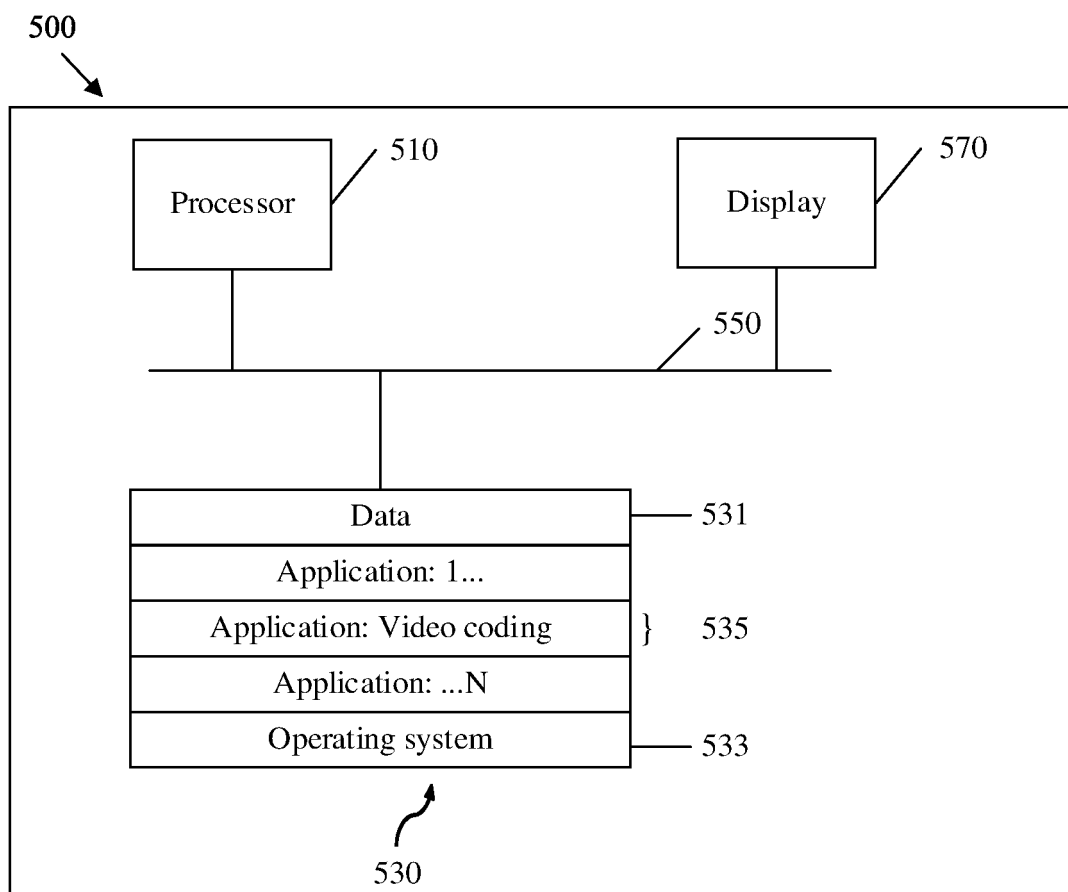 500
510
570
Processor
Display
550
Data
531
Application: 1...
Application: Video coding
} 535
Application: ...N
Operating system
533
530